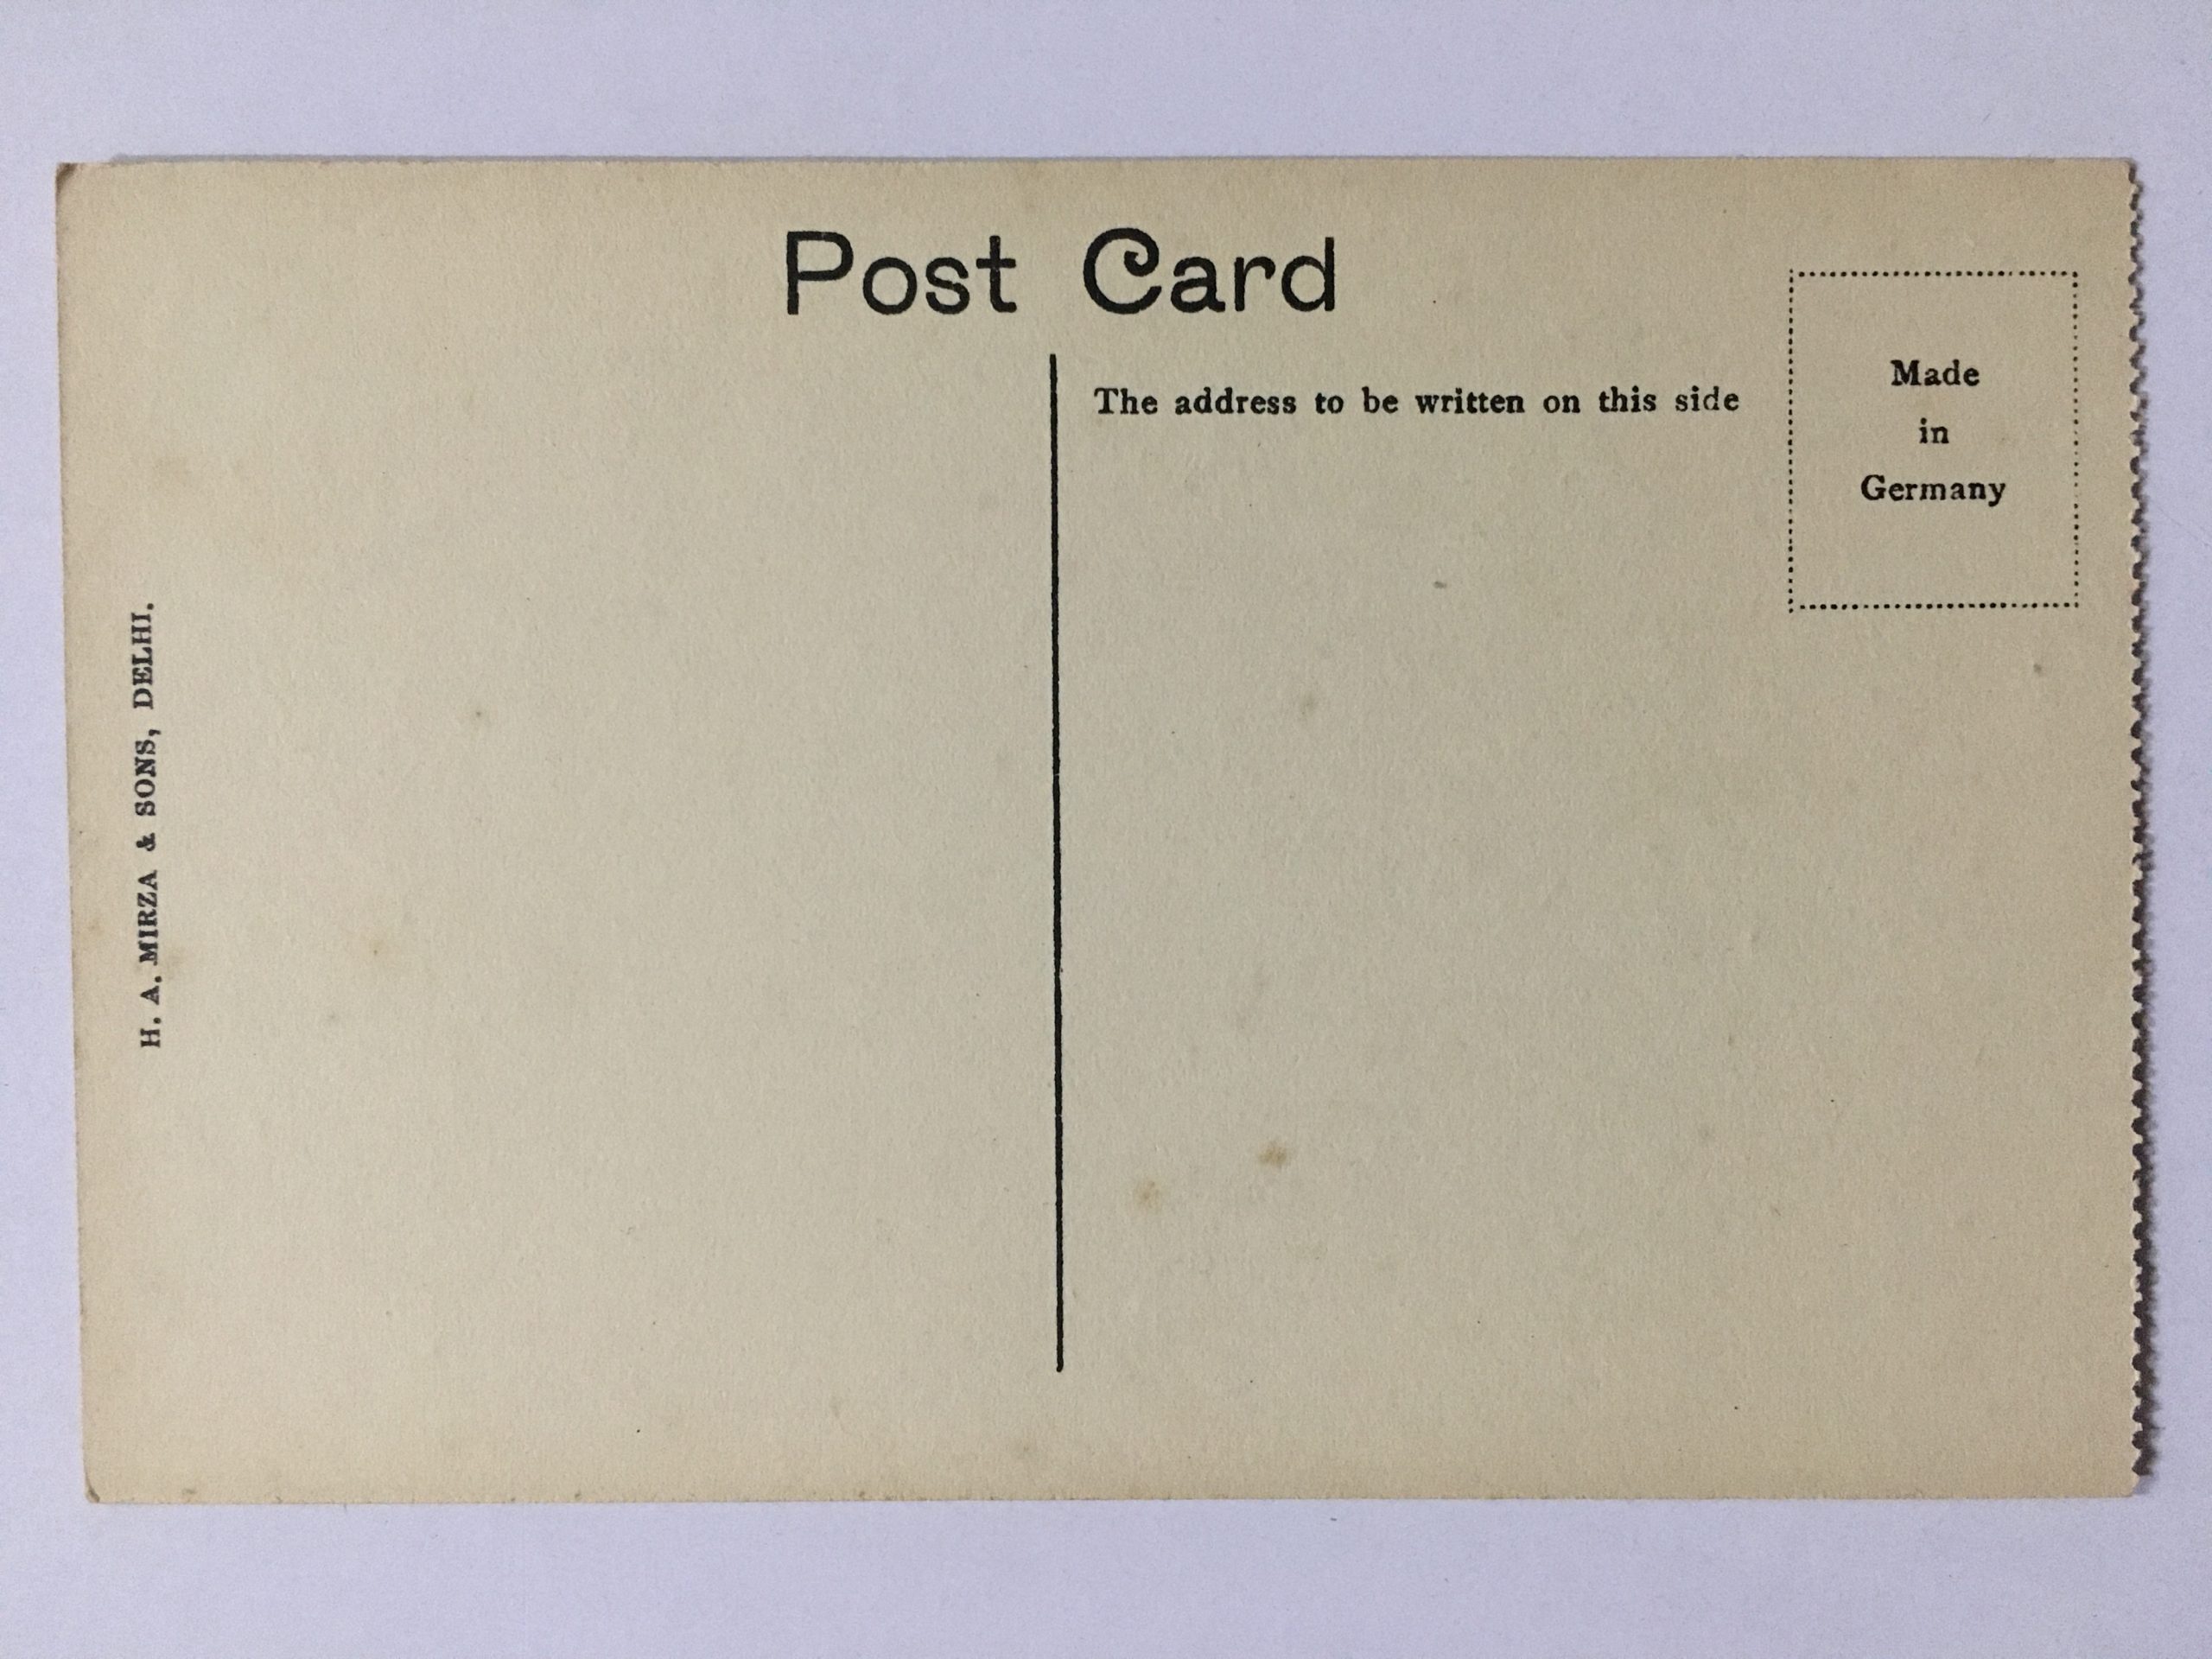 Post Card
The address to be written on this side
Made
in
Germany
H. A. MIRZA & SONS, DELHI.